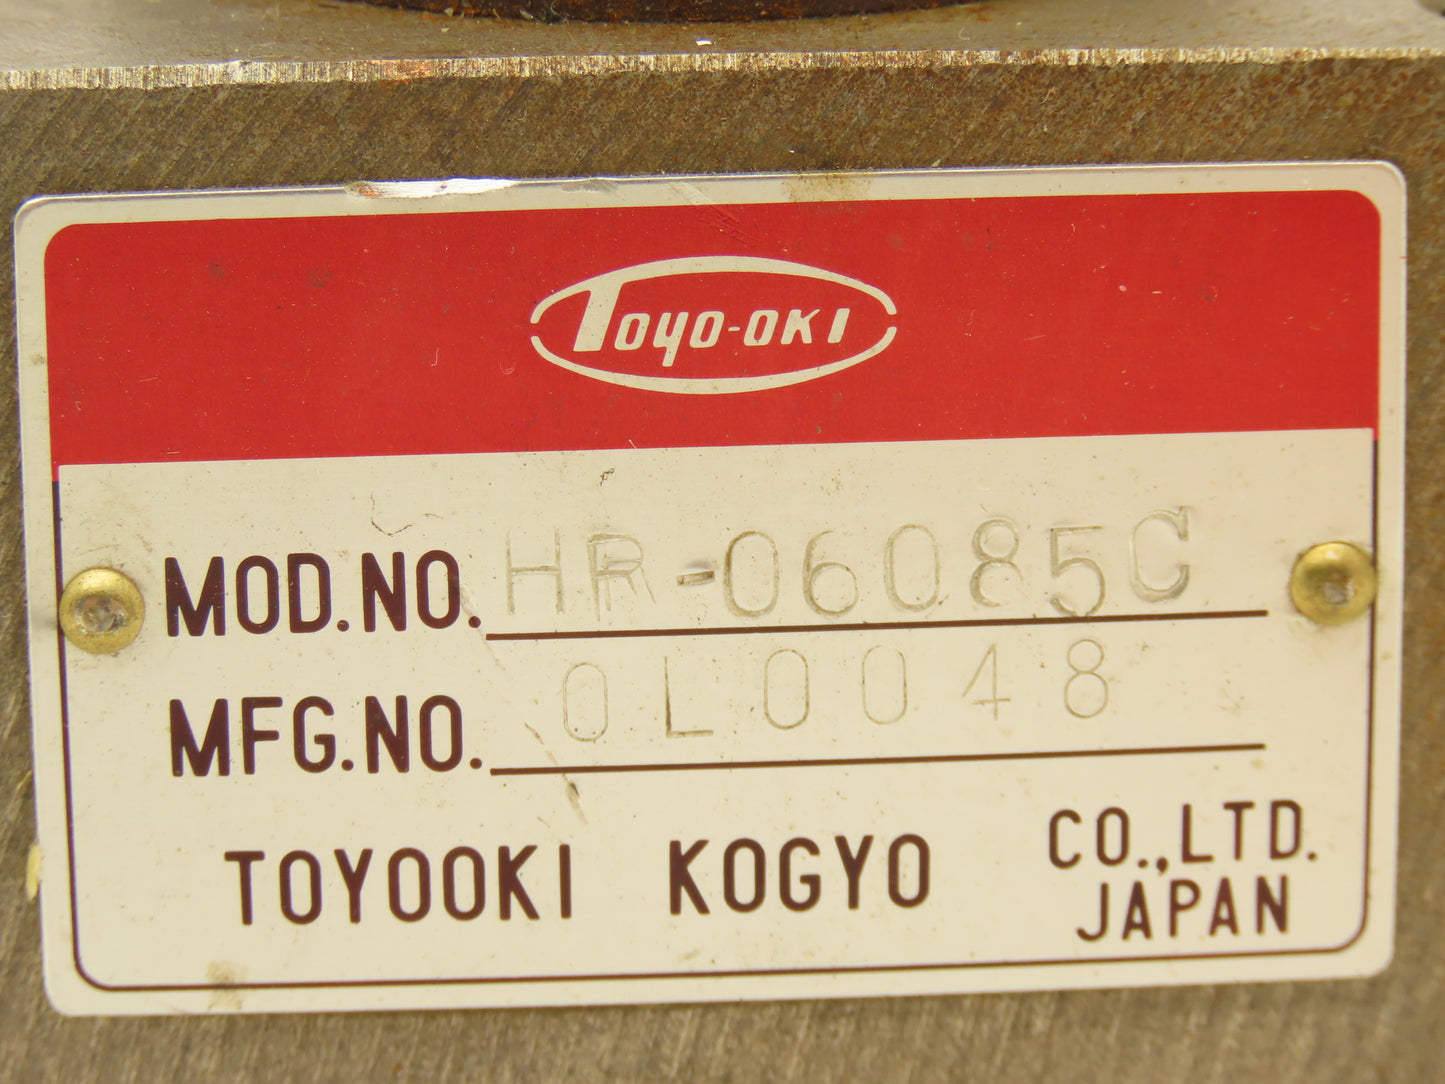 TOYO-OKI
MOD.NO. HR-06085C
MFG.NO. 0L0048
TOYOOKI KOGYO CO.,LTD.
JAPAN